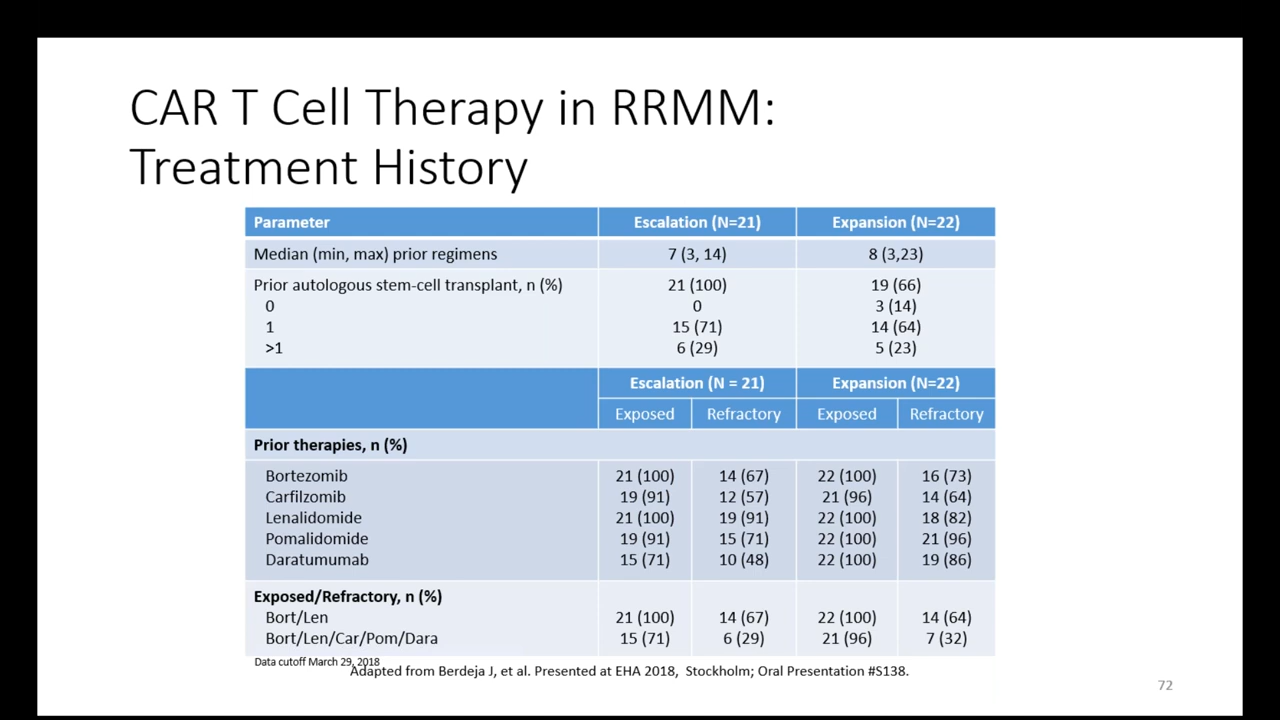 CAR T Cell Therapy in RRMM:
Treatment History
Parameter Escalation (N=21) Expansion (N=22)
Median (min, max) prior regimens 7 (3, 14) 8 (3,23)
Prior autologous stem-cell transplant, n (%) 21 (100) 19 (66)
0 0 3 (14)
1 15 (71) 14 (64)
>1 6 (29) 5 (23)
Escalation (N = 21) Expansion (N=22)
Exposed Refractory Exposed Refractory
Prior therapies, n (%)
Bortezomib 21 (100) 14 (67) 22 (100) 16 (73)
Carfilzomib 19 (91) 12 (57) 21 (96) 14 (64)
Lenalidomide 21 (100) 19 (91) 22 (100) 18 (82)
Pomalidomide 19 (91) 15 (71) 22 (100) 21 (96)
Daratumumab 15 (71) 10 (48) 22 (100) 19 (86)
Exposed/Refractory, n (%)
Bort/Len 21 (100) 14 (67) 22 (100) 14 (64)
Bort/Len/Car/Pom/Dara 15 (71) 6 (29) 21 (96) 7 (32)
Data cutoff March 29, 2018
Adapted from Berdeja J, et al. Presented at EHA 2018, Stockholm; Oral Presentation #S138.
72